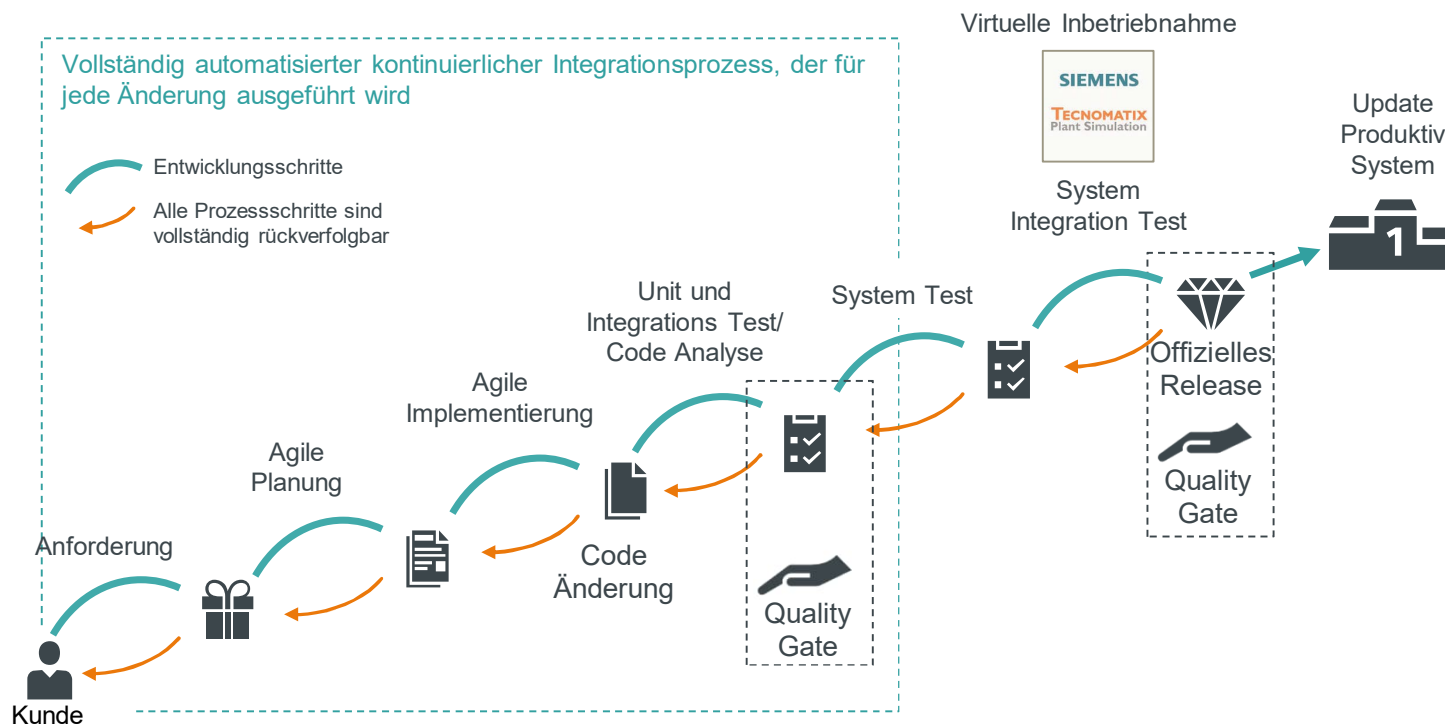 Virtuelle Inbetriebnahme
Vollständig automatisierter kontinuierlicher Integrationsprozess, der für
jede Änderung ausgeführt wird
SIEMENS
TECNOMATIX
Plant Simulation
Update
Produktiv
System
Entwicklungsschritte
Alle Prozessschritte sind
vollständig rückverfolgbar
System
Integration Test
1
Unit und
Integrations Test/
Code Analyse
System Test
Offizielles
Release
Agile
Implementierung
Agile
Planung
Quality
Gate
Anforderung
Code
Änderung
Quality
Gate
Kunde